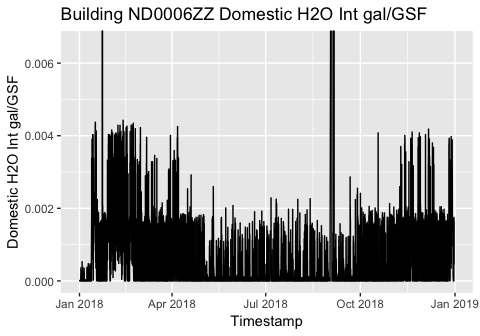 Building ND0006ZZ Domestic H2O Int gal/GSF
Domestic H2O Int gal/GSF
0.006
0.004
0.002
0.000
Jan 2018
Apr 2018
Jul 2018
Oct 2018
Jan 2019
Timestamp